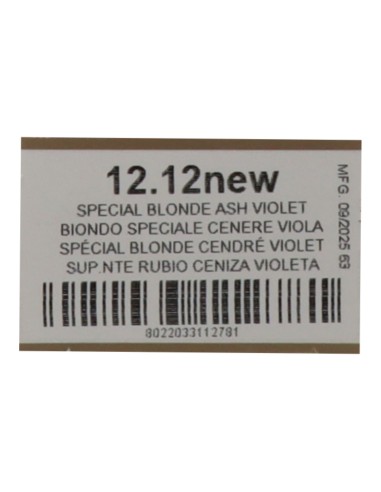 12.12new
SPECIAL BLONDE ASH VIOLET
BIONDO SPECIALE CENERE VIOLA
SPÉCIAL BLONDE CENDRÉ VIOLET
SUP.NTE RUBIO CENIZA VIOLETA
8022033112781
MFG 09/2025 63